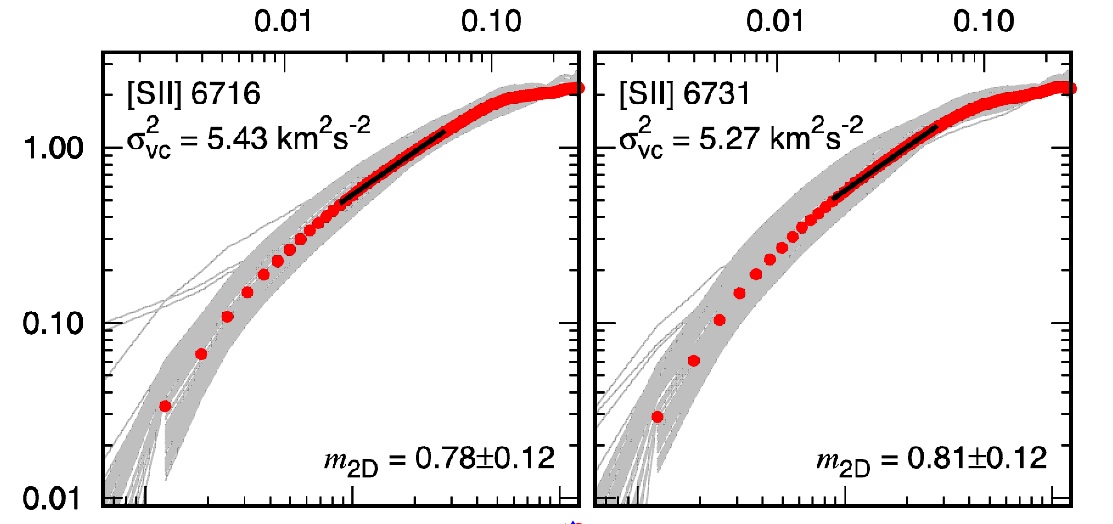 0.01 0.10 0.01 0.10
[SII] 6716
σ²vc = 5.43 km²s⁻²
[SII] 6731
σ²vc = 5.27 km²s⁻²
1.00
0.10
0.01
m2D = 0.78±0.12
m2D = 0.81±0.12